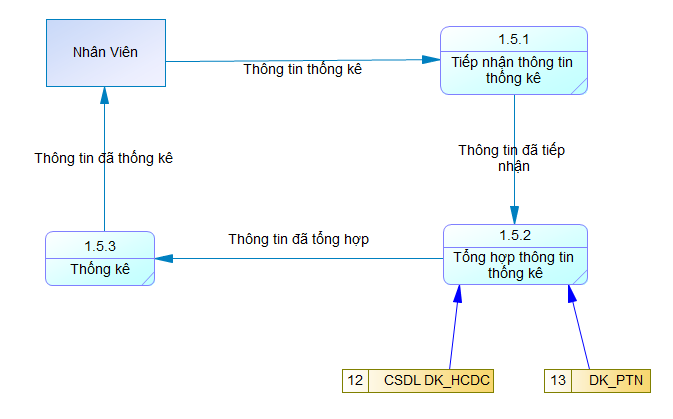 Nhân Viên
Thông tin thống kê
1.5.1
Tiếp nhận thông tin
thống kê
Thông tin đã thống kê
Thông tin đã tiếp
nhận
1.5.3
Thống kê
Thông tin đã tổng hợp
1.5.2
Tổng hợp thông tin
thống kê
12 CSDL DK_HCDC
13 DK_PTN